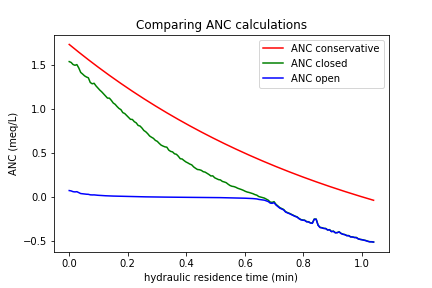 Comparing ANC calculations
ANC conservative
ANC closed
ANC open
ANC (meq/L)
1.5
1.0
0.5
0.0
−0.5
0.0 0.2 0.4 0.6 0.8 1.0
hydraulic residence time (min)